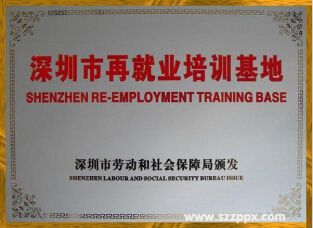 深圳市再就业培训基地
SHENZHEN RE-EMPLOYMENT TRAINING BASE
深圳市劳动和社会保障局颁发
SHENZHEN LABOUR AND SOCIAL SECURITY BUREAU ISSUE
www.szzppx.com